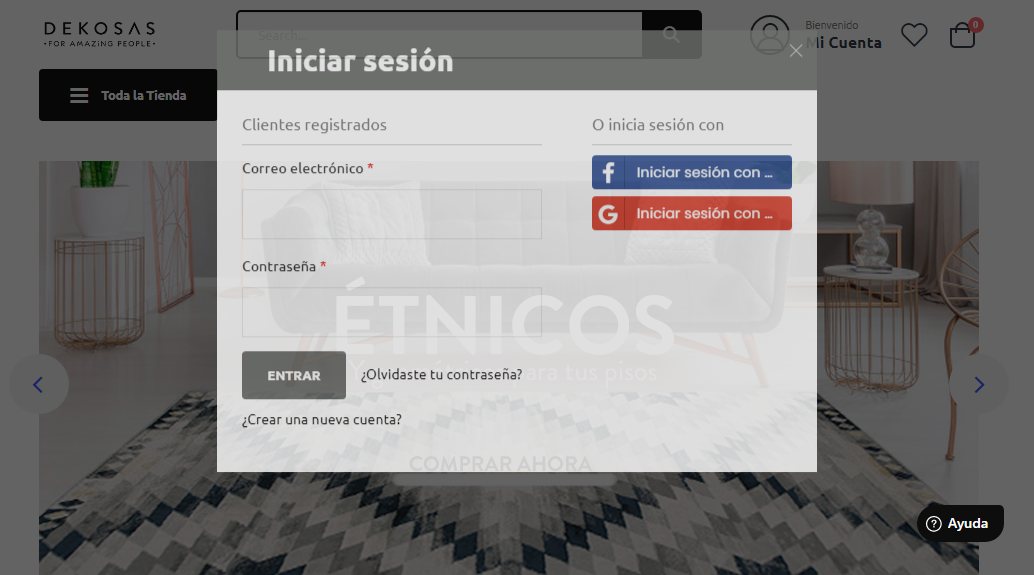 DEKOSAS
•FOR AMAZING PEOPLE•
Search...
Bienvenido
Mi Cuenta
0
Toda la Tienda
Iniciar sesión
Clientes registrados
Correo electrónico *
Contraseña *
ENTRAR
¿Olvidaste tu contraseña?
¿Crear una nueva cuenta?
O inicia sesión con
Iniciar sesión con ...
Iniciar sesión con ...
ÉTNICOS
para tus pisos
COMPRAR AHORA
Ayuda